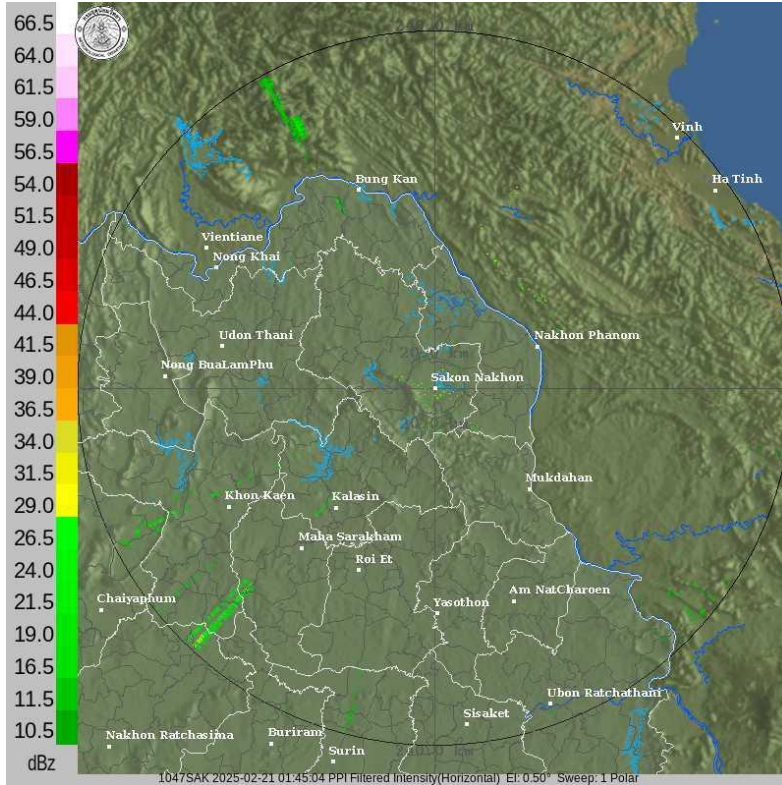 66.5
64.0
61.5
59.0
56.5
54.0
51.5
49.0
46.5
44.0
41.5
39.0
36.5
34.0
31.5
29.0
26.5
24.0
21.5
19.0
16.5
11.5
10.5
dBz
Vinh
Ha Tinh
Bung Kan
Vientiane
Nong Khai
Udon Thani
Nakhon Phanom
Nong BuaLamPhu
Sakon Nakhon
Mukdahan
Khon Kaen
Kalasin
Maha Sarakham
Roi Et
Chaiyaphum
Am NatCharoen
Yasothon
Ubon Ratchathani
Sisaket
Nakhon Ratchasima
Buriram
Surin
1047SAK 2025-02-21 01:45:04 PPI Filtered Intensity(Horizontal) El: 0.50° Sweep: 1 Polar